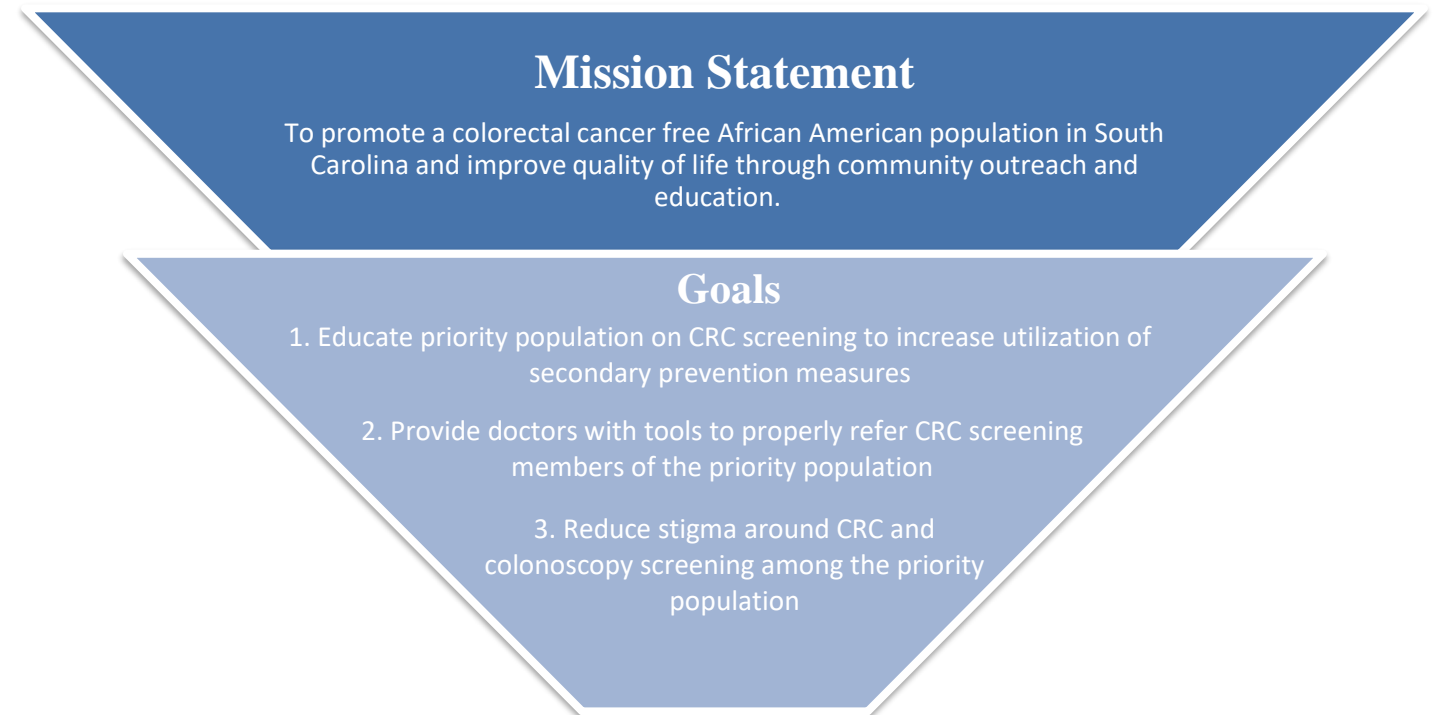 Mission Statement
To promote a colorectal cancer free African American population in South
Carolina and improve quality of life through community outreach and
education.
Goals
1. Educate priority population on CRC screening to increase utilization of
secondary prevention measures
2. Provide doctors with tools to properly refer CRC screening
members of the priority population
3. Reduce stigma around CRC and
colonoscopy screening among the priority
population